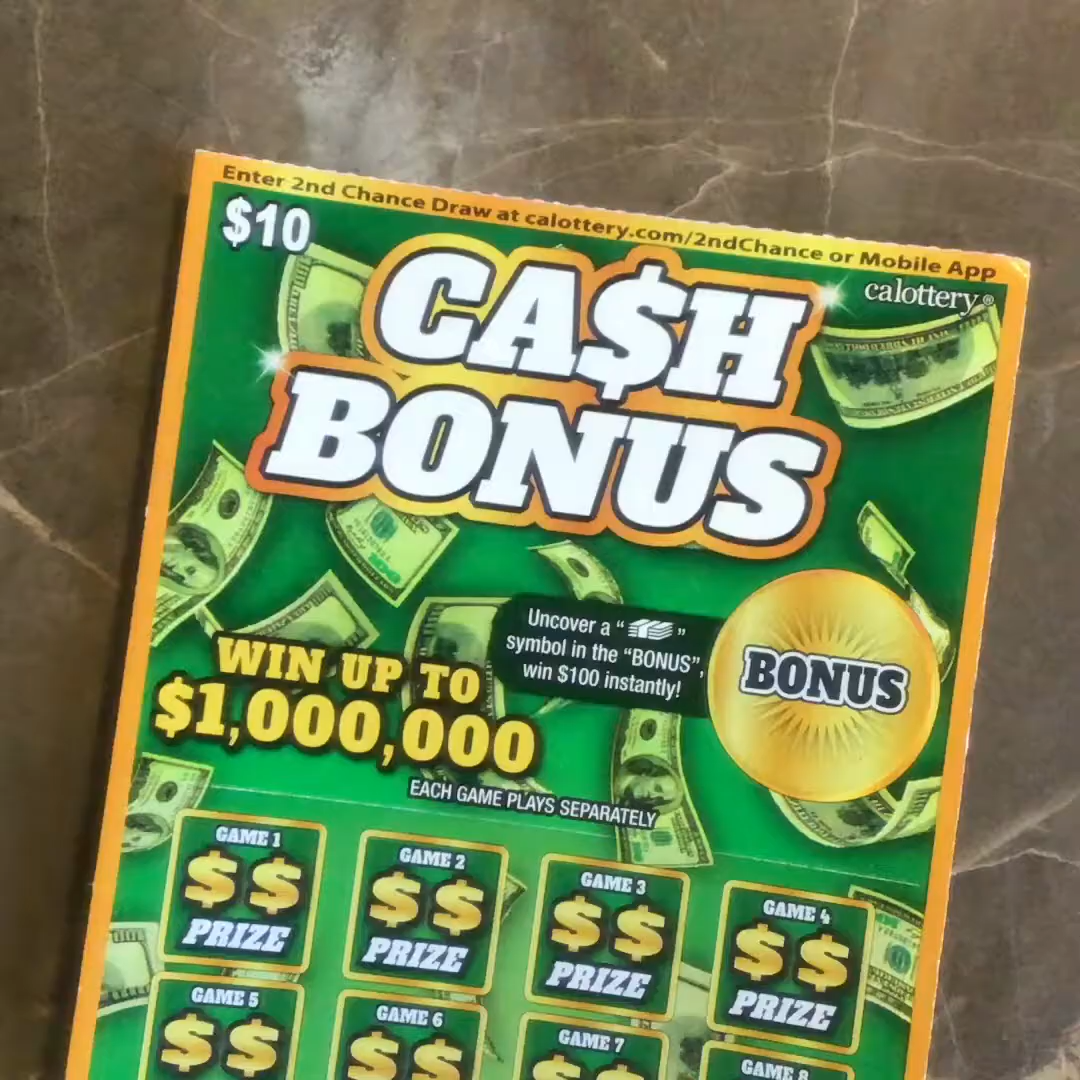 Enter 2nd Chance Draw at calottery.com/2ndChance or Mobile App
$10
calottery®
CA$H
BONUS
Uncover a " "
symbol in the "BONUS",
win $100 instantly!
BONUS
WIN UP TO
$1,000,000
EACH GAME PLAYS SEPARATELY
GAME 1
$$
PRIZE
GAME 2
$$
PRIZE
GAME 3
$$
PRIZE
GAME 4
$$
PRIZE
GAME 5
$$
GAME 6
$$
GAME 7
$$
GAME 8